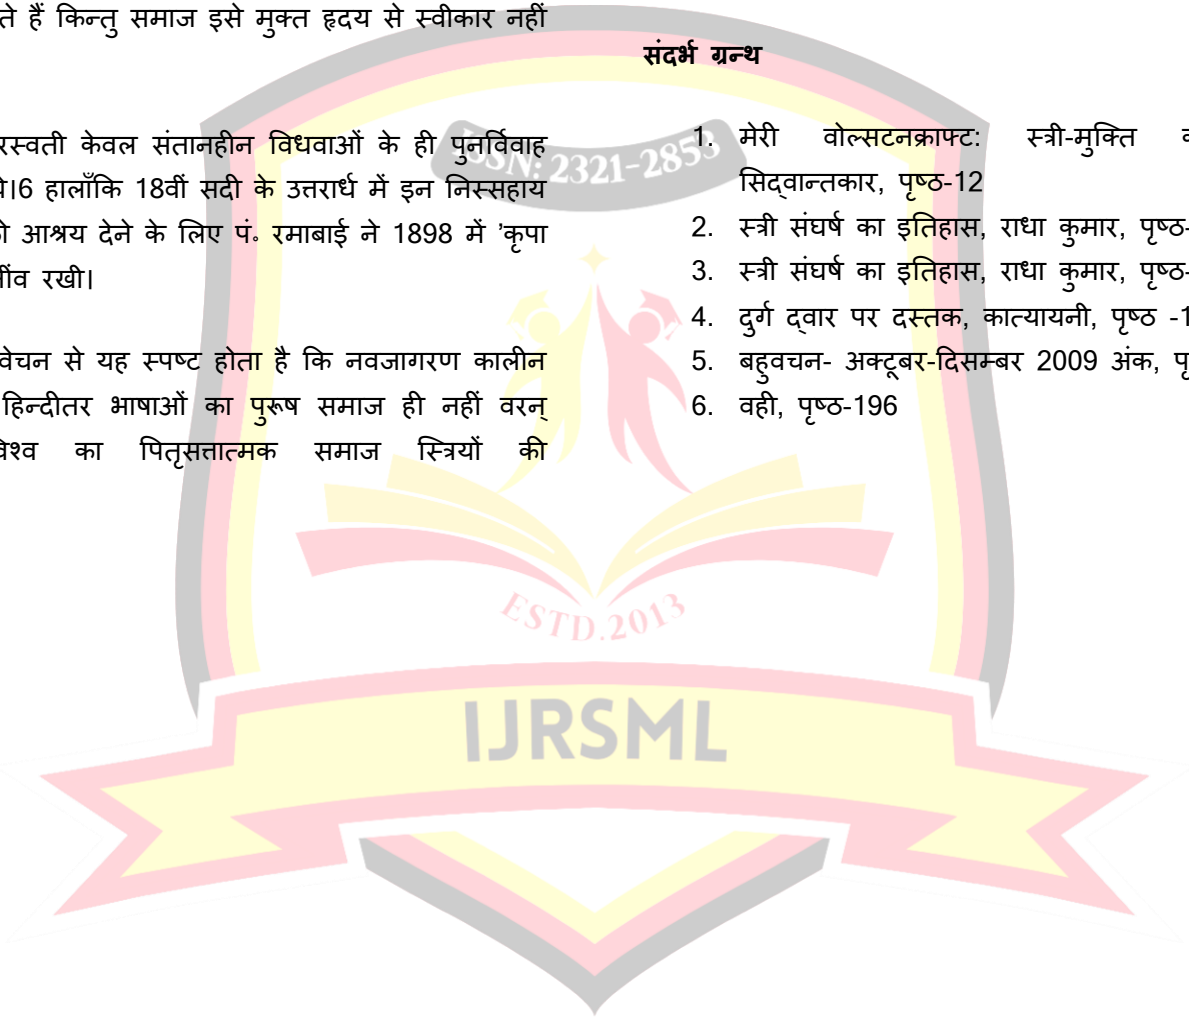 ते हैं किन्तु समाज इसे मुक्त हृदय से स्वीकार नहीं
रस्वती केवल संतानहीन विधवाओं के ही पुनर्विवाह
वे।6 हालाँकि 18वीं सदी के उत्तरार्ध में इन निस्सहाय
ो आश्रय देने के लिए पं॰ रमाबाई ने 1898 में 'कृपा
ींव रखी।
वेचन से यह स्पष्ट होता है कि नवजागरण कालीन
हिन्दीतर भाषाओं का पुरूष समाज ही नहीं वरन्
वेश्व का पितृसत्तात्मक समाज स्त्रियों की
संदर्भ ग्रन्थ
1. मेरी वोल्सटनक्राफ्ट: स्त्री-मुक्ति
सिद्वान्तकार, पृष्ठ-12
2. स्त्री संघर्ष का इतिहास, राधा कुमार, पृष्ठ-
3. स्त्री संघर्ष का इतिहास, राधा कुमार, पृष्ठ-
4. दुर्ग द्वार पर दस्तक, कात्यायनी, पृष्ठ -1
5. बहुवचन- अक्टूबर-दिसम्बर 2009 अंक, पृ
6. वही, पृष्ठ-196
ISSN: 2321-2853
ESTD.2013
IJRSML